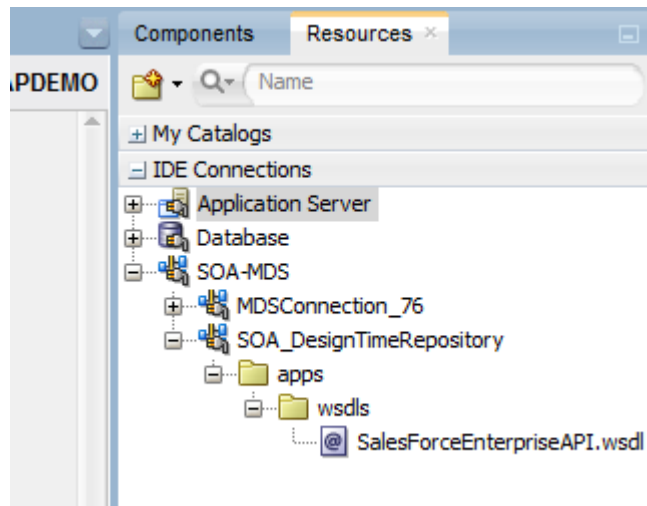 Components Resources
APDEMO
Name
My Catalogs
IDE Connections
Application Server
Database
SOA-MDS
MDSConnection_76
SOA_DesignTimeRepository
apps
wsdls
SalesForceEnterpriseAPI.wsdl